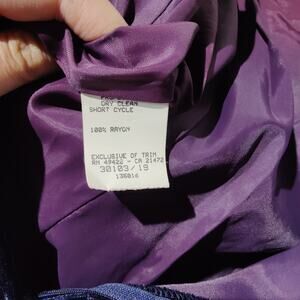 DRY CLEAN
SHORT CYCLE
100% RAYON
EXCLUSIVE OF TRIM
RN 49422 - CA 21472
30103/19
136016